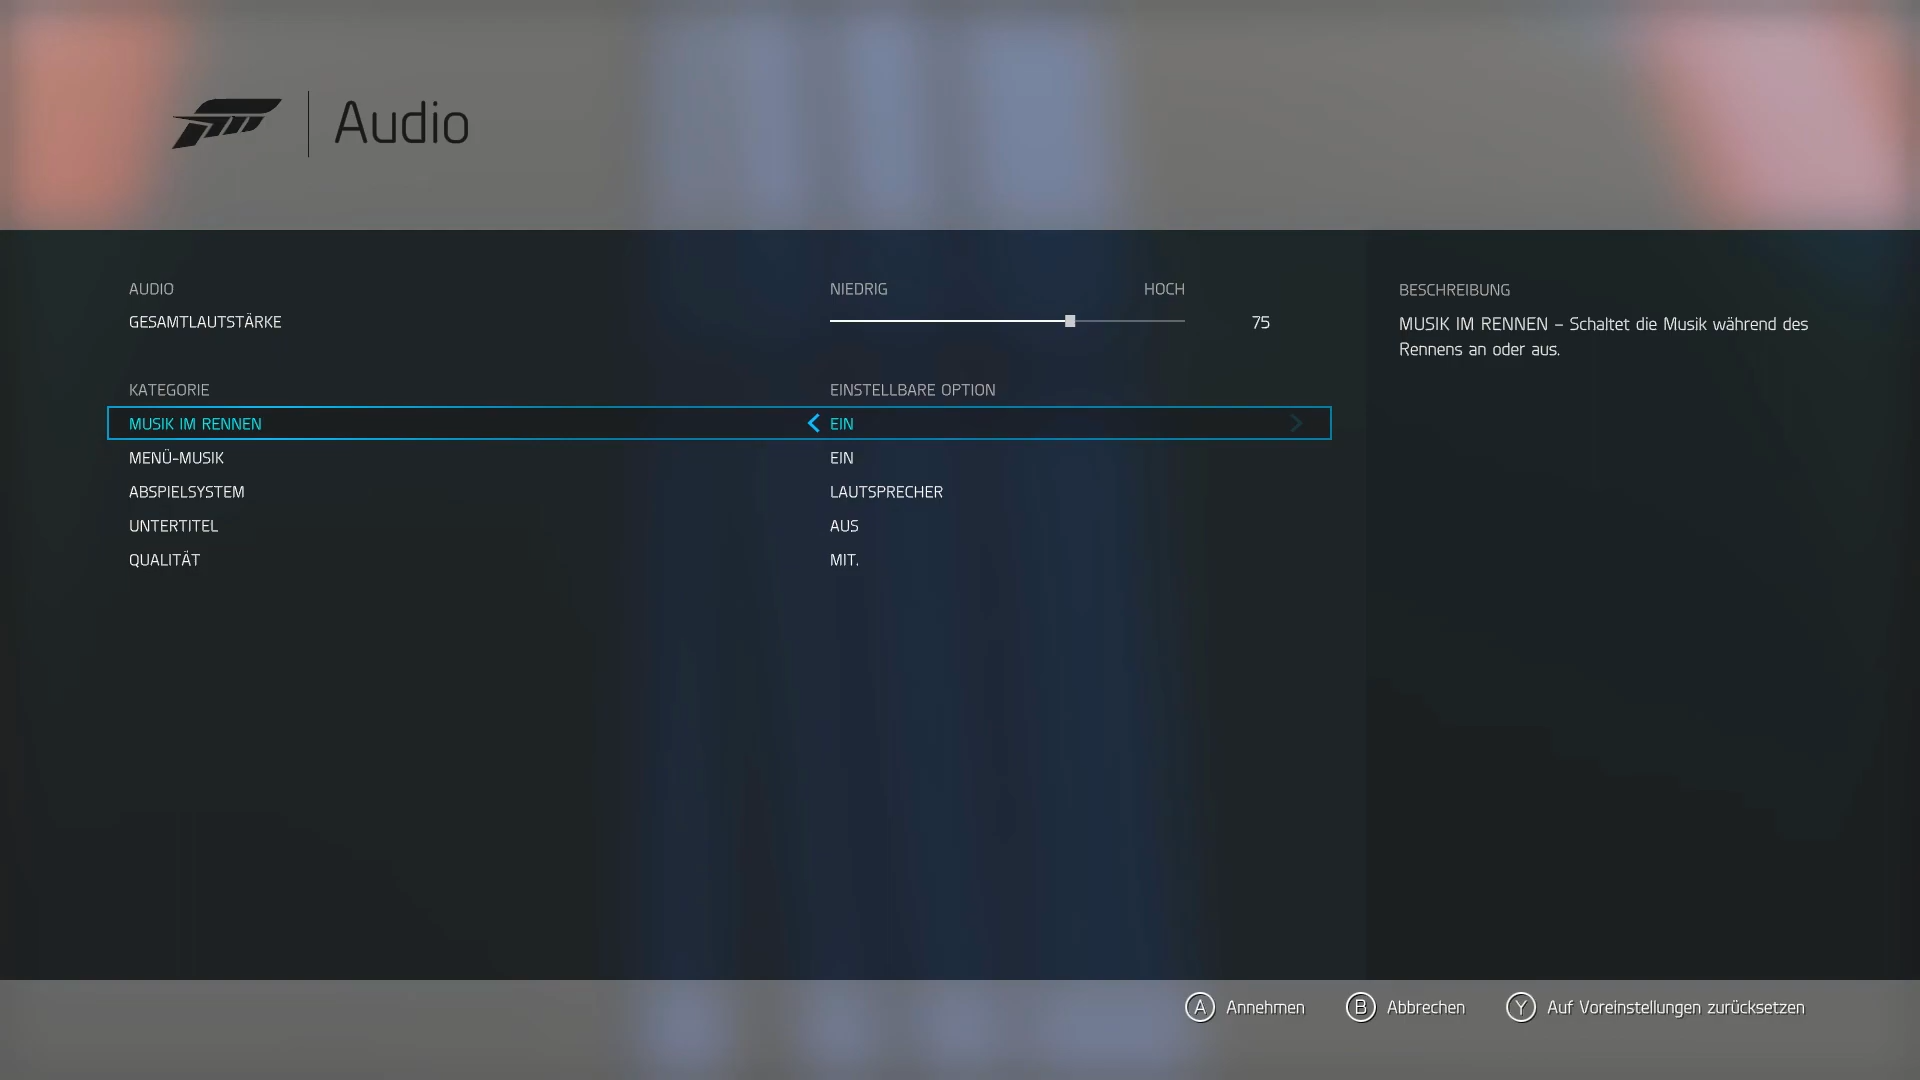 Audio
AUDIO NIEDRIG HOCH
GESAMTLAUTSTÄRKE 75
KATEGORIE EINSTELLBARE OPTION
MUSIK IM RENNEN EIN
MENÜ-MUSIK EIN
ABSPIELSYSTEM LAUTSPRECHER
UNTERTITEL AUS
QUALITÄT MIT.
BESCHREIBUNG
MUSIK IM RENNEN – Schaltet die Musik während des
Rennens an oder aus.
A Annehmen B Abbrechen Y Auf Voreinstellungen zurücksetzen